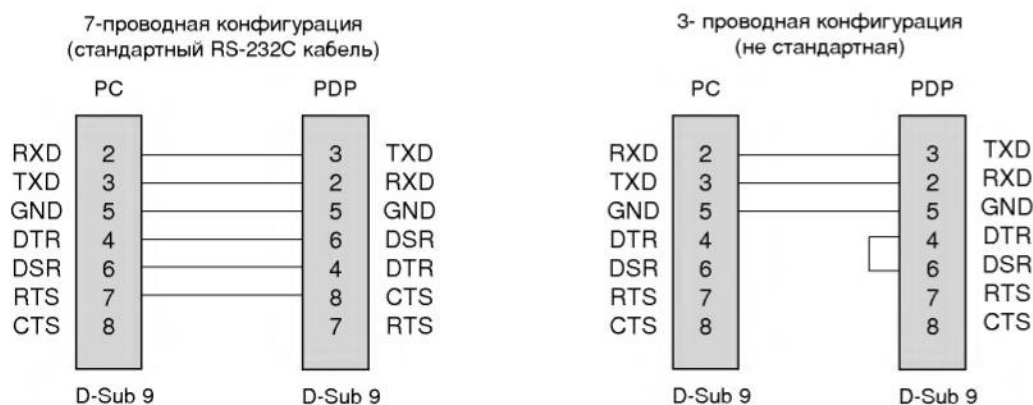 7-проводная конфигурация
(стандартный RS-232C кабель)
PC PDP
RXD 2 3 TXD
TXD 3 2 RXD
GND 5 5 GND
DTR 4 6 DSR
DSR 6 4 DTR
RTS 7 8 CTS
CTS 8 7 RTS
D-Sub 9 D-Sub 9
3- проводная конфигурация
(не стандартная)
PC PDP
RXD 2 3 TXD
TXD 3 2 RXD
GND 5 5 GND
DTR 4 4 DTR
DSR 6 6 DSR
RTS 7 7 RTS
CTS 8 8 CTS
D-Sub 9 D-Sub 9